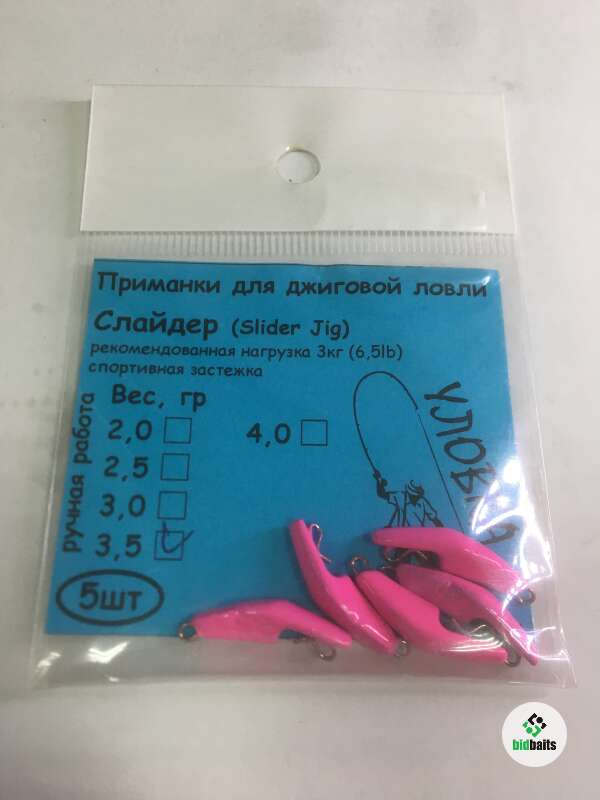 Приманки для джиговой ловли
Слайдер (Slider Jig)
рекомендованная нагрузка 3кг (6,5lb)
спортивная застежка
ручная работа
Вес, гр
2,0
4,0
2,5
3,0
3,5
5шт
bidbaits